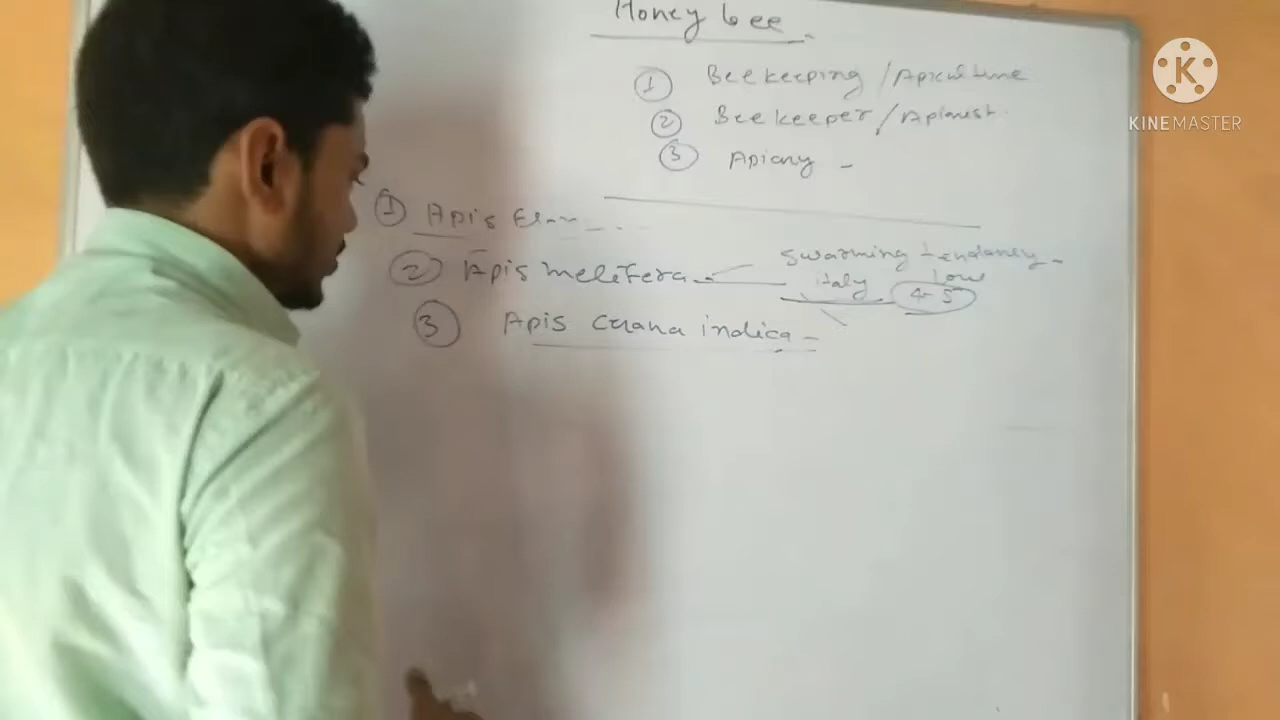 Honey bee
① Beekeeping / Apiculture
② Beekeeper / Apiarist
③ Apiary -
① Apis
② Apis melifera - swarming tendancy -
italy low
4-5
③ Apis cerana indica -
K
KINEMASTER